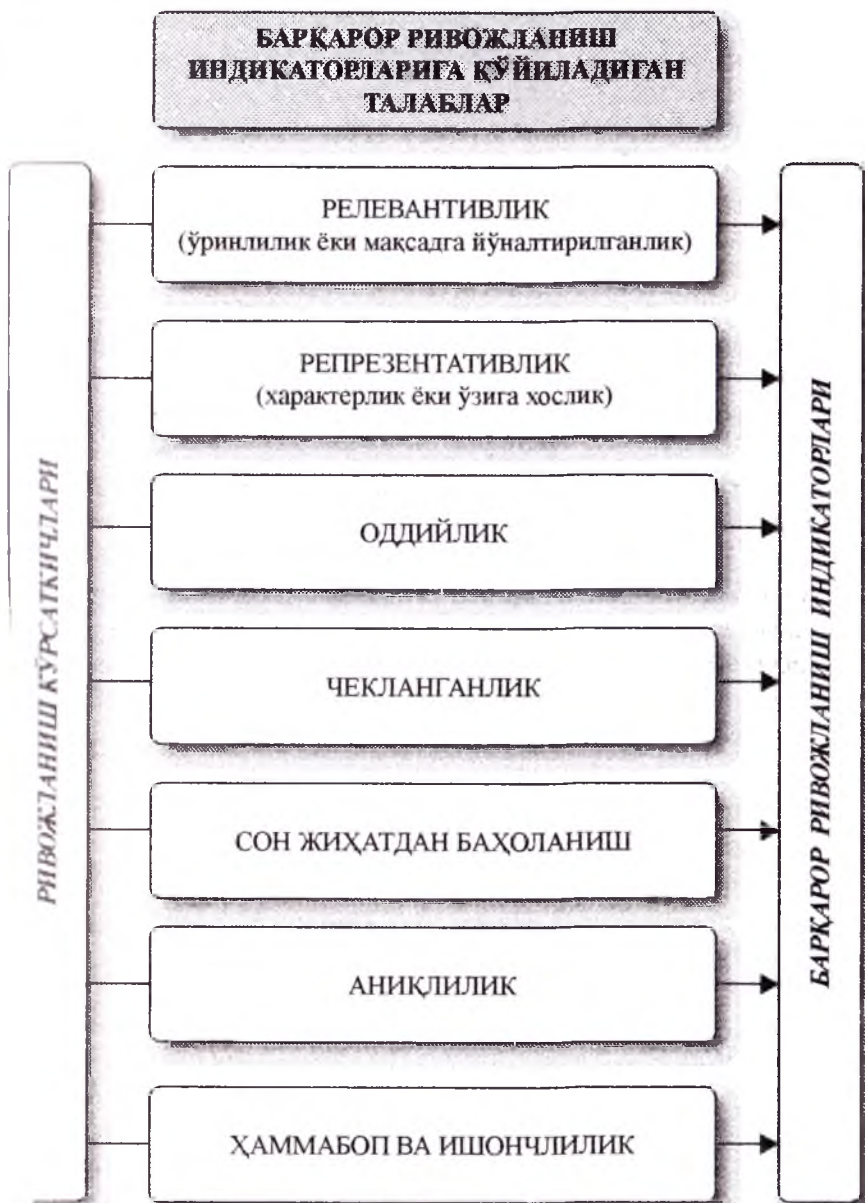 БАРҚАРОР РИВОЖЛАНИШ
ИНДИКАТОРЛАРИГА ҚЎЙИЛАДИГАН
ТАЛАБЛАР
РИВОЖЛАНИШ КЎРСАТКИЧЛАРИ
РЕЛЕВАНТИВЛИК
(ўринлилик ёки мақсадга йўналтирилганлик)
РЕПРЕЗЕНТАТИВЛИК
(характерлик ёки ўзига хослик)
ОДДИЙЛИК
ЧЕКЛАНГАНЛИК
СОН ЖИҲАТДАН БАҲОЛАНИШ
АНИҚЛИЛИК
ҲАММАБОП ВА ИШОНЧЛИЛИК
БАРҚАРОР РИВОЖЛАНИШ ИНДИКАТОРЛАРИ